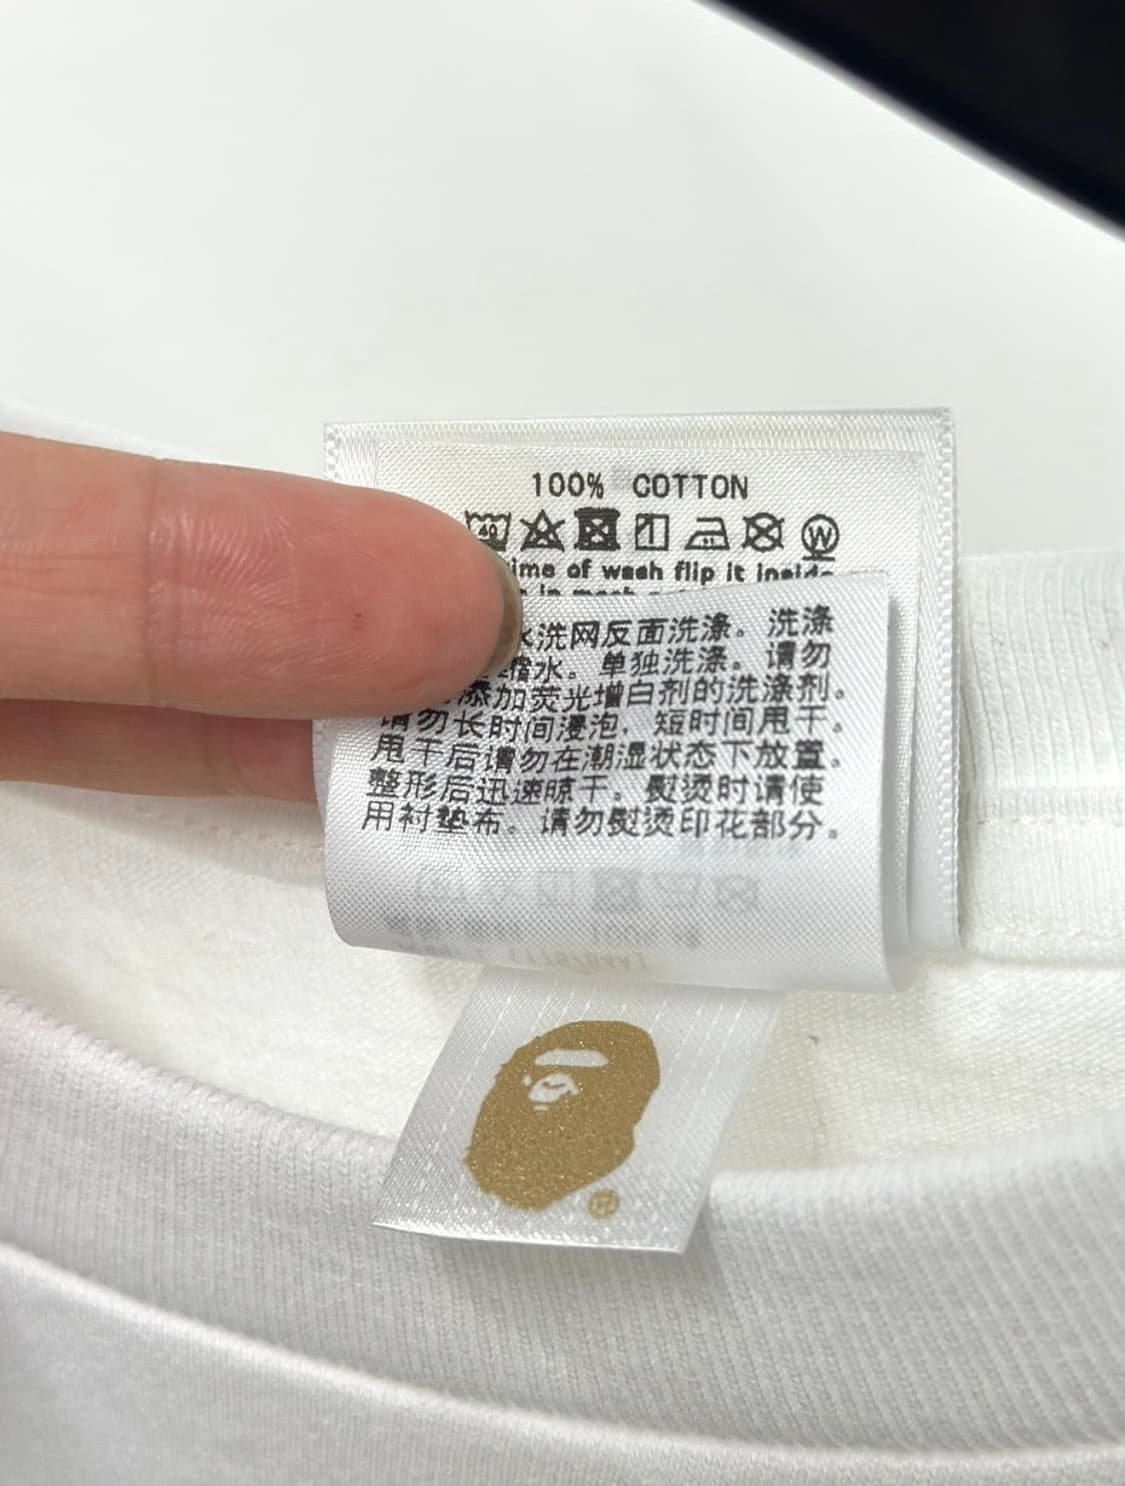 100% COTTON
40
W
ime of wash flip it inside
in mesh
洗网反面洗涤。洗涤
缩水。单独洗涤。请勿
添加荧光增白剂的洗涤剂。
请勿长时间浸泡，短时间甩干。
甩干后请勿在潮湿状态下放置。
整形后迅速晾干。熨烫时请使
用衬垫布。请勿熨烫印花部分。
®